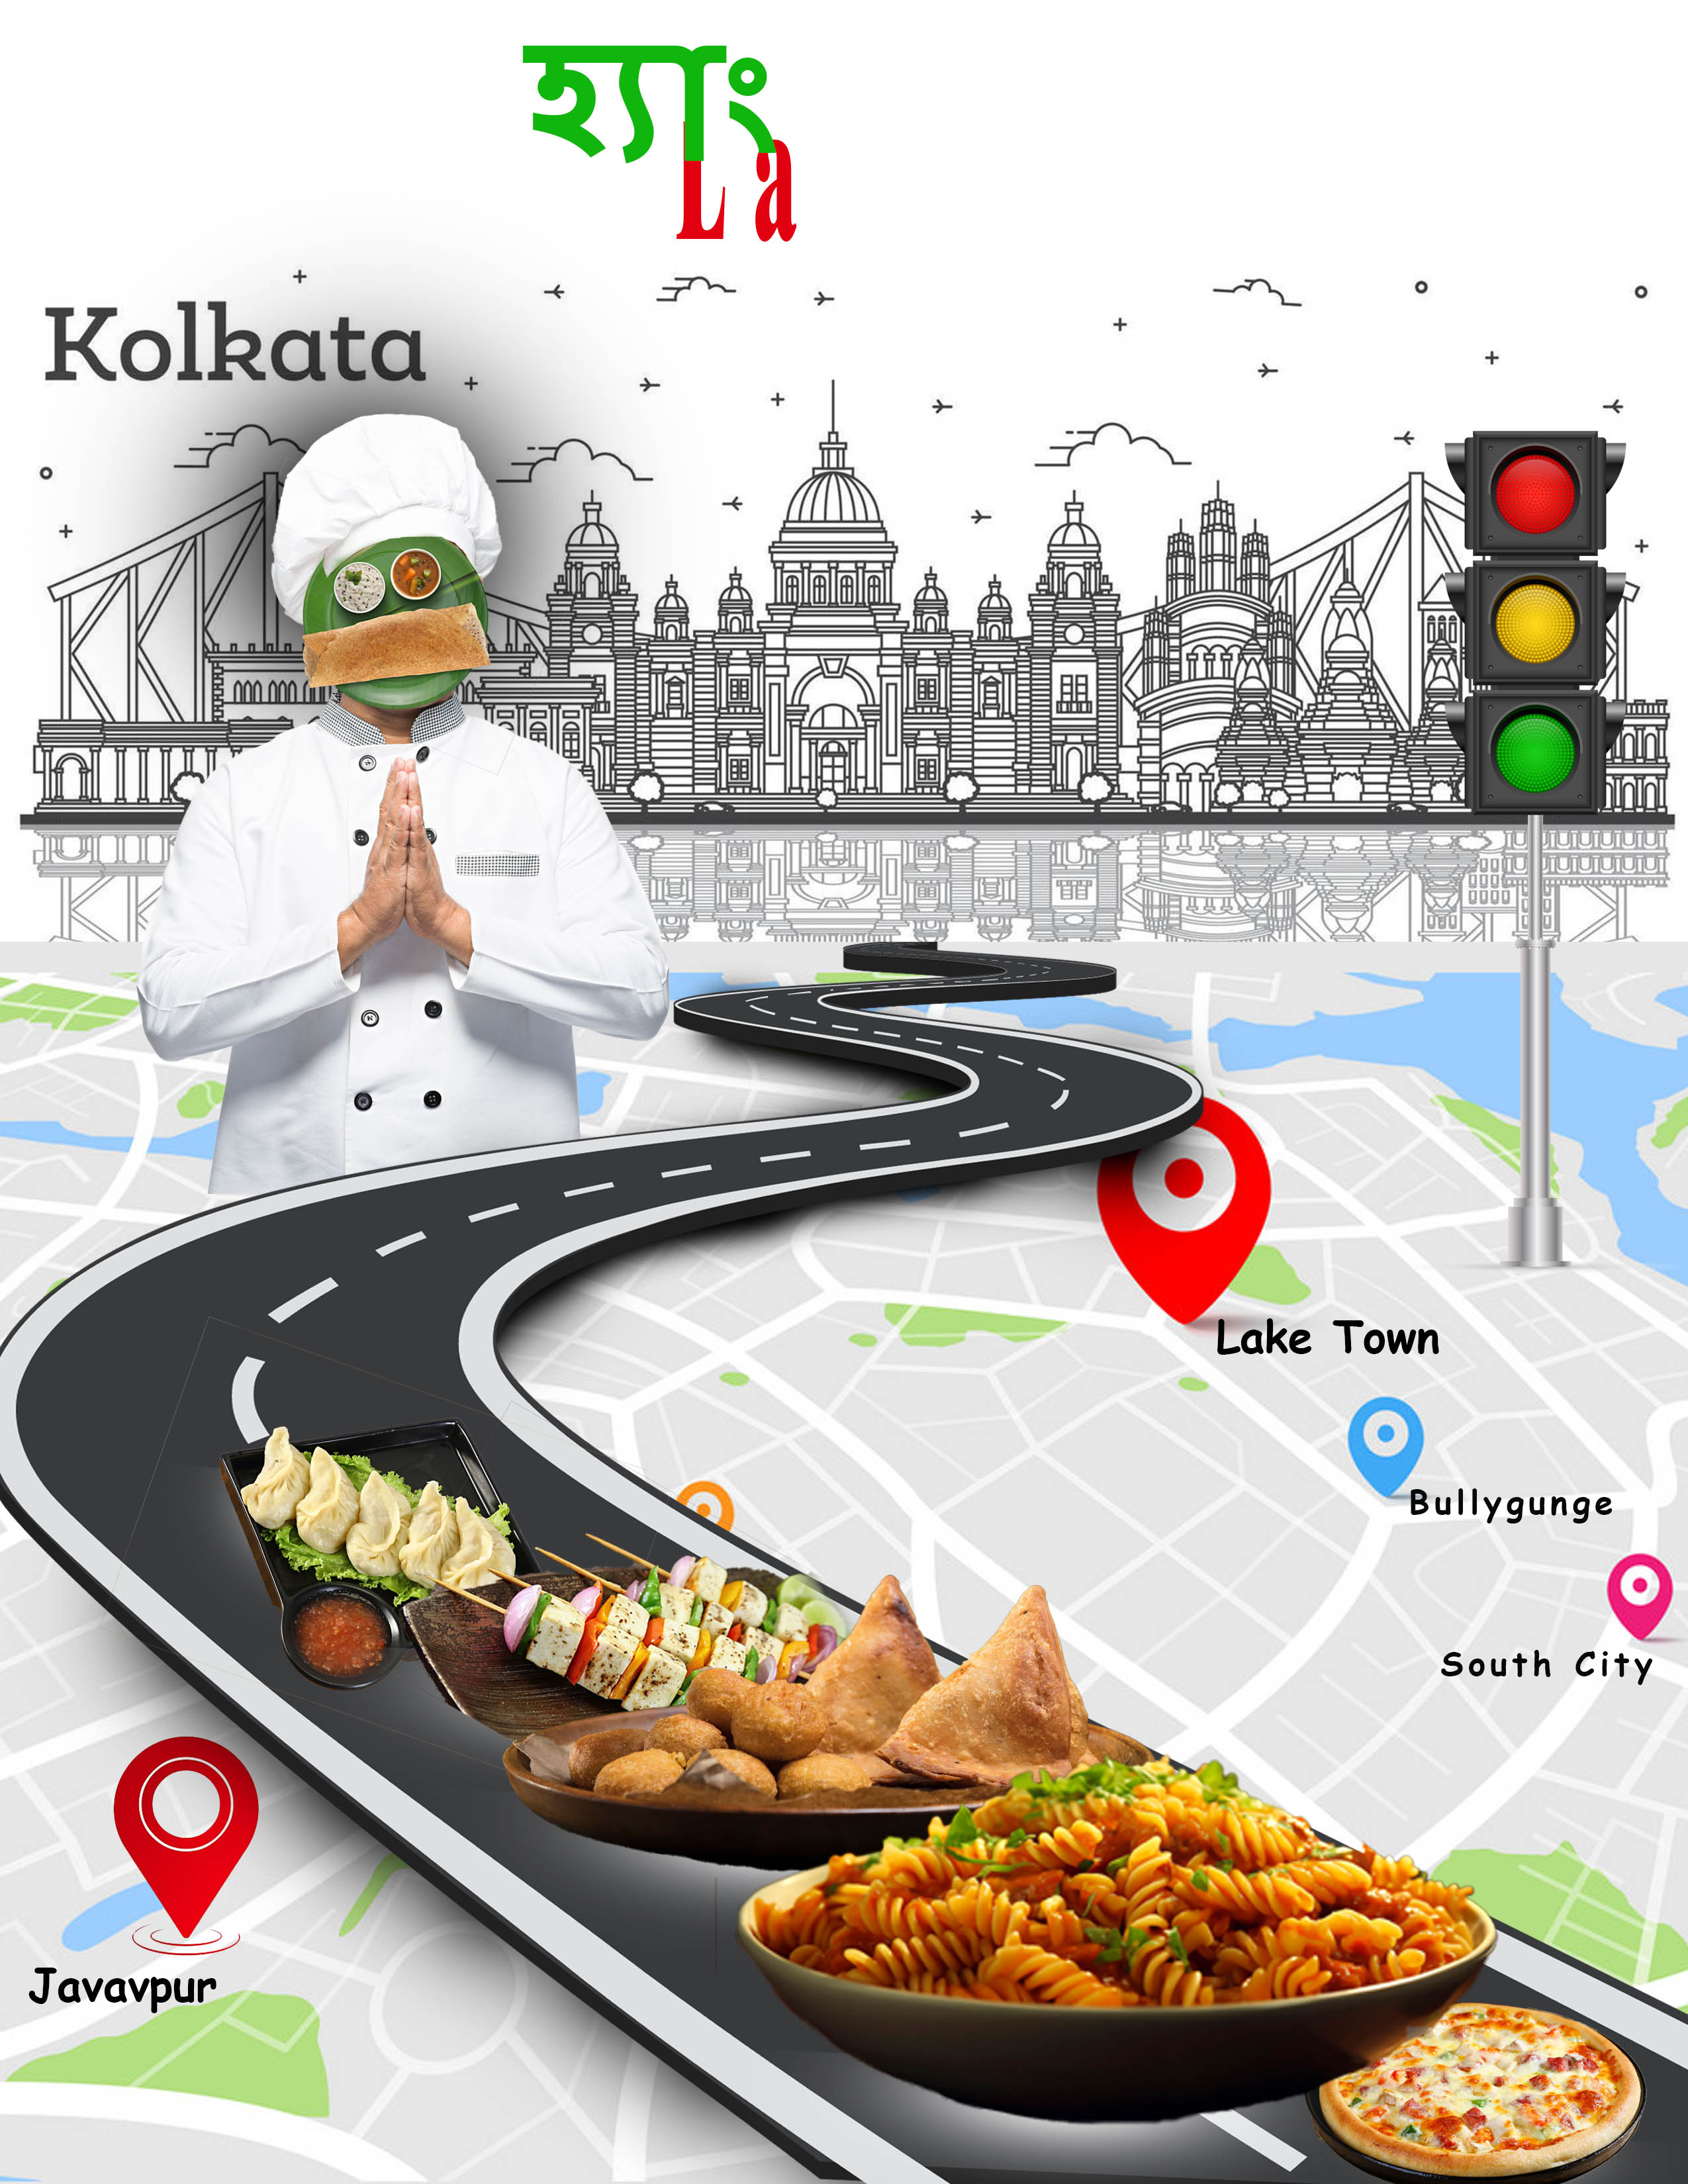 হ্যাং
La
Kolkata
Lake Town
Bullygunge
South City
Javavpur